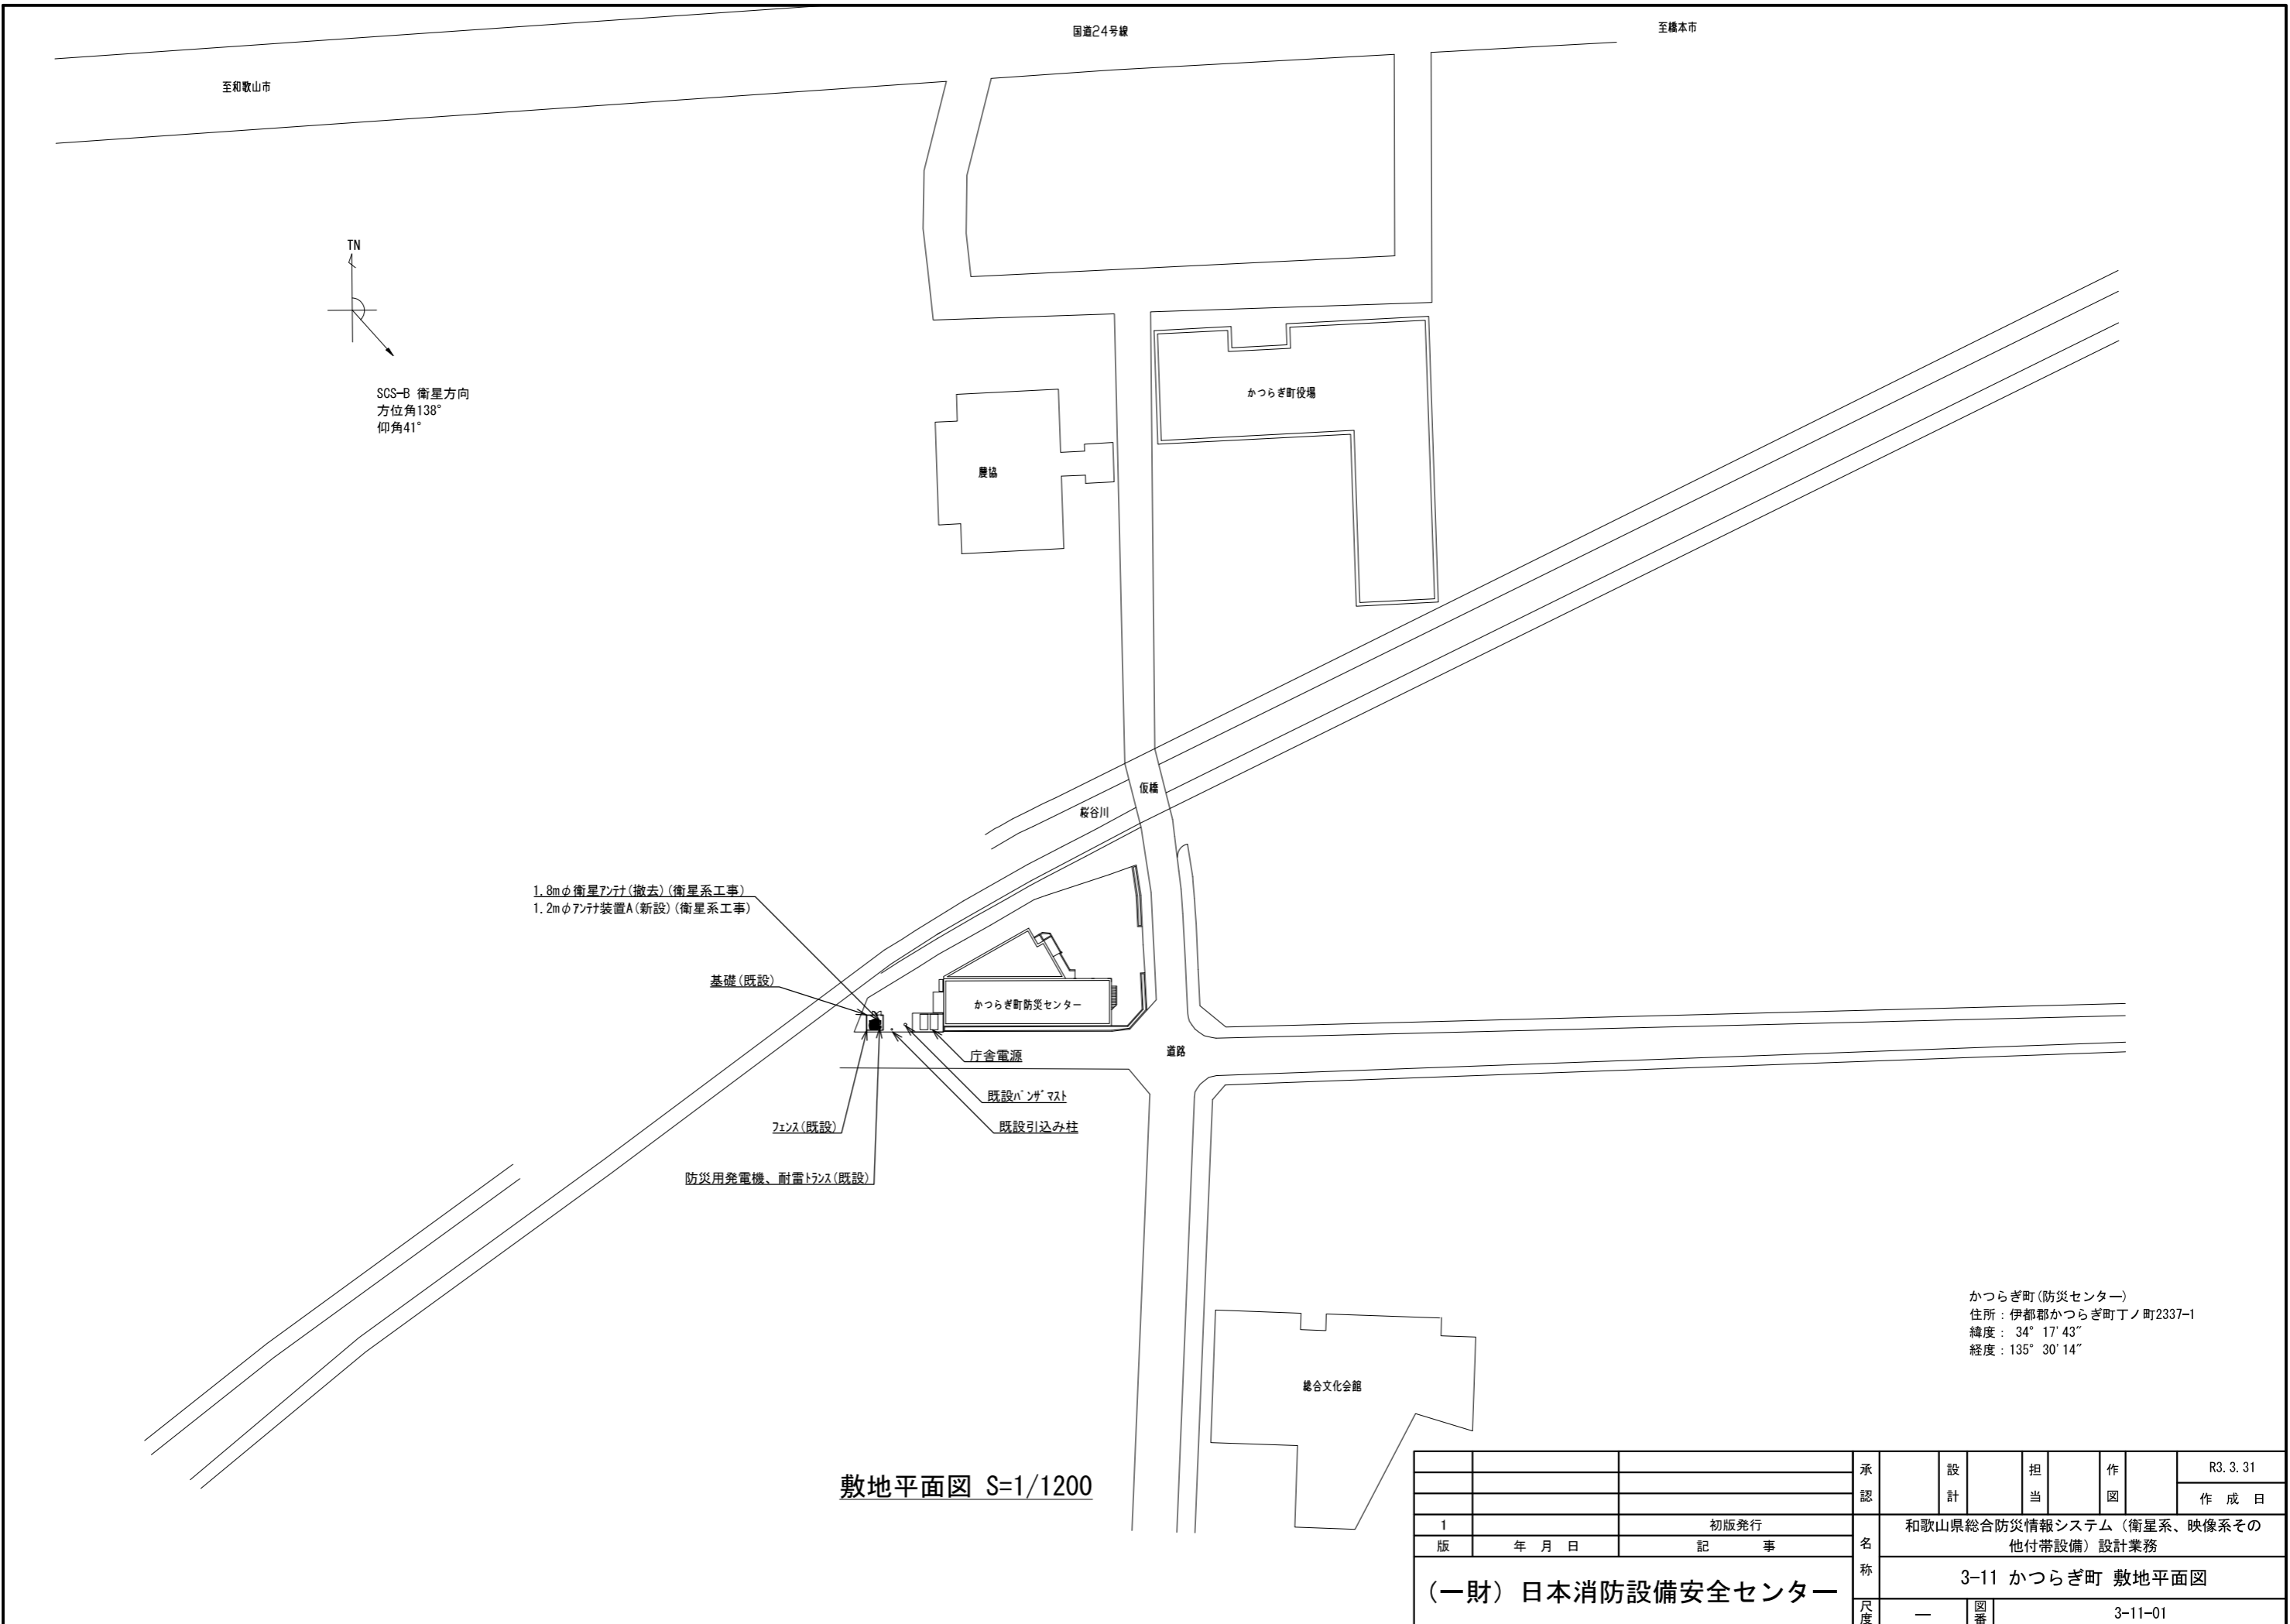 国道24号線
至橋本市
至和歌山市
TN
SCS-B 衛星方向
方位角138°
仰角41°
かつらぎ町役場
農協
仮橋
桜谷川
1.8mφ衛星ｱﾝﾃﾅ(撤去)(衛星系工事)
1.2mφｱﾝﾃﾅ装置A(新設)(衛星系工事)
基礎(既設)
かつらぎ町防災センター
庁舎電源
道路
既設ﾊﾟﾝｻﾞﾏｽﾄ
ﾌｪﾝｽ(既設)
既設引込み柱
防災用発電機、耐雷ﾄﾗﾝｽ(既設)
かつらぎ町(防災センター)
住所：伊都郡かつらぎ町丁ノ町2337-1
緯度： 34° 17' 43″
経度：135° 30' 14″
総合文化会館
敷地平面図 S=1/1200
承認
設計
担当
作図
R3.3.31
作 成 日
1 初版発行
版 年 月 日 記 事
名称
和歌山県総合防災情報システム（衛星系、映像系その
他付帯設備）設計業務
3-11 かつらぎ町 敷地平面図
（一財）日本消防設備安全センター
尺度
―
図番
3-11-01